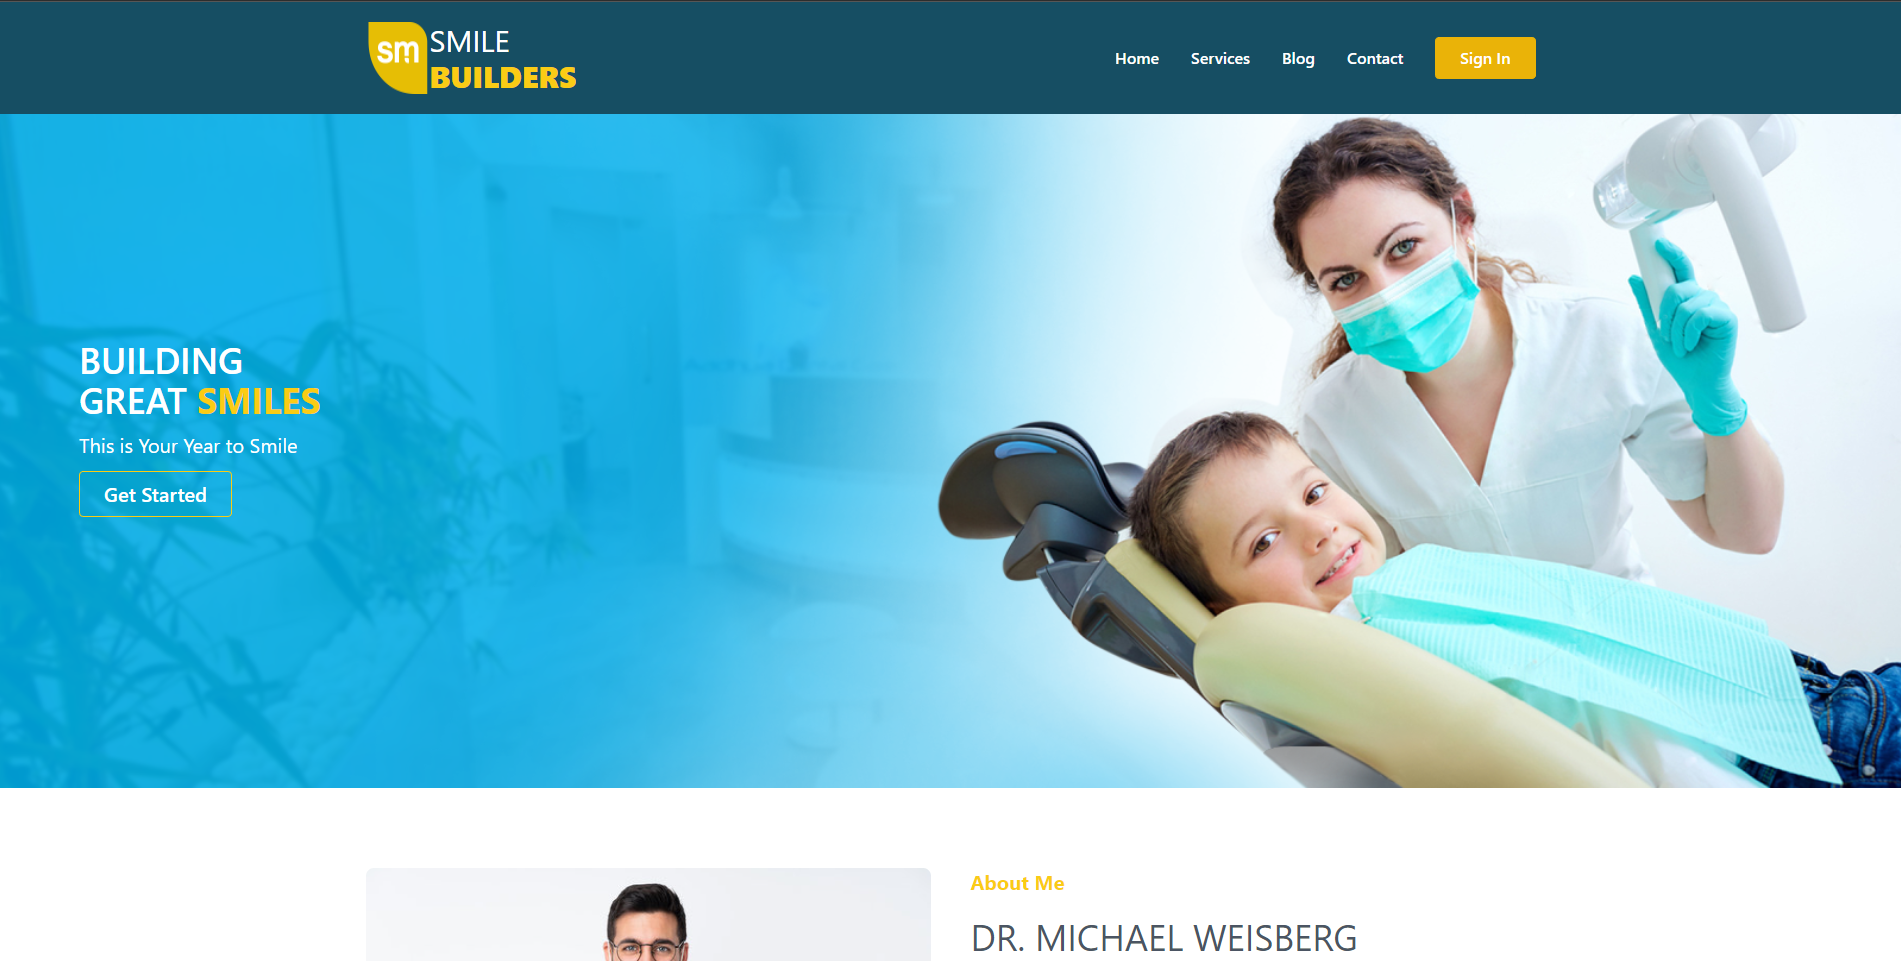 sm
SMILE
BUILDERS
Home Services Blog Contact Sign In
BUILDING
GREAT SMILES
This is Your Year to Smile
Get Started
About Me
DR. MICHAEL WEISBERG